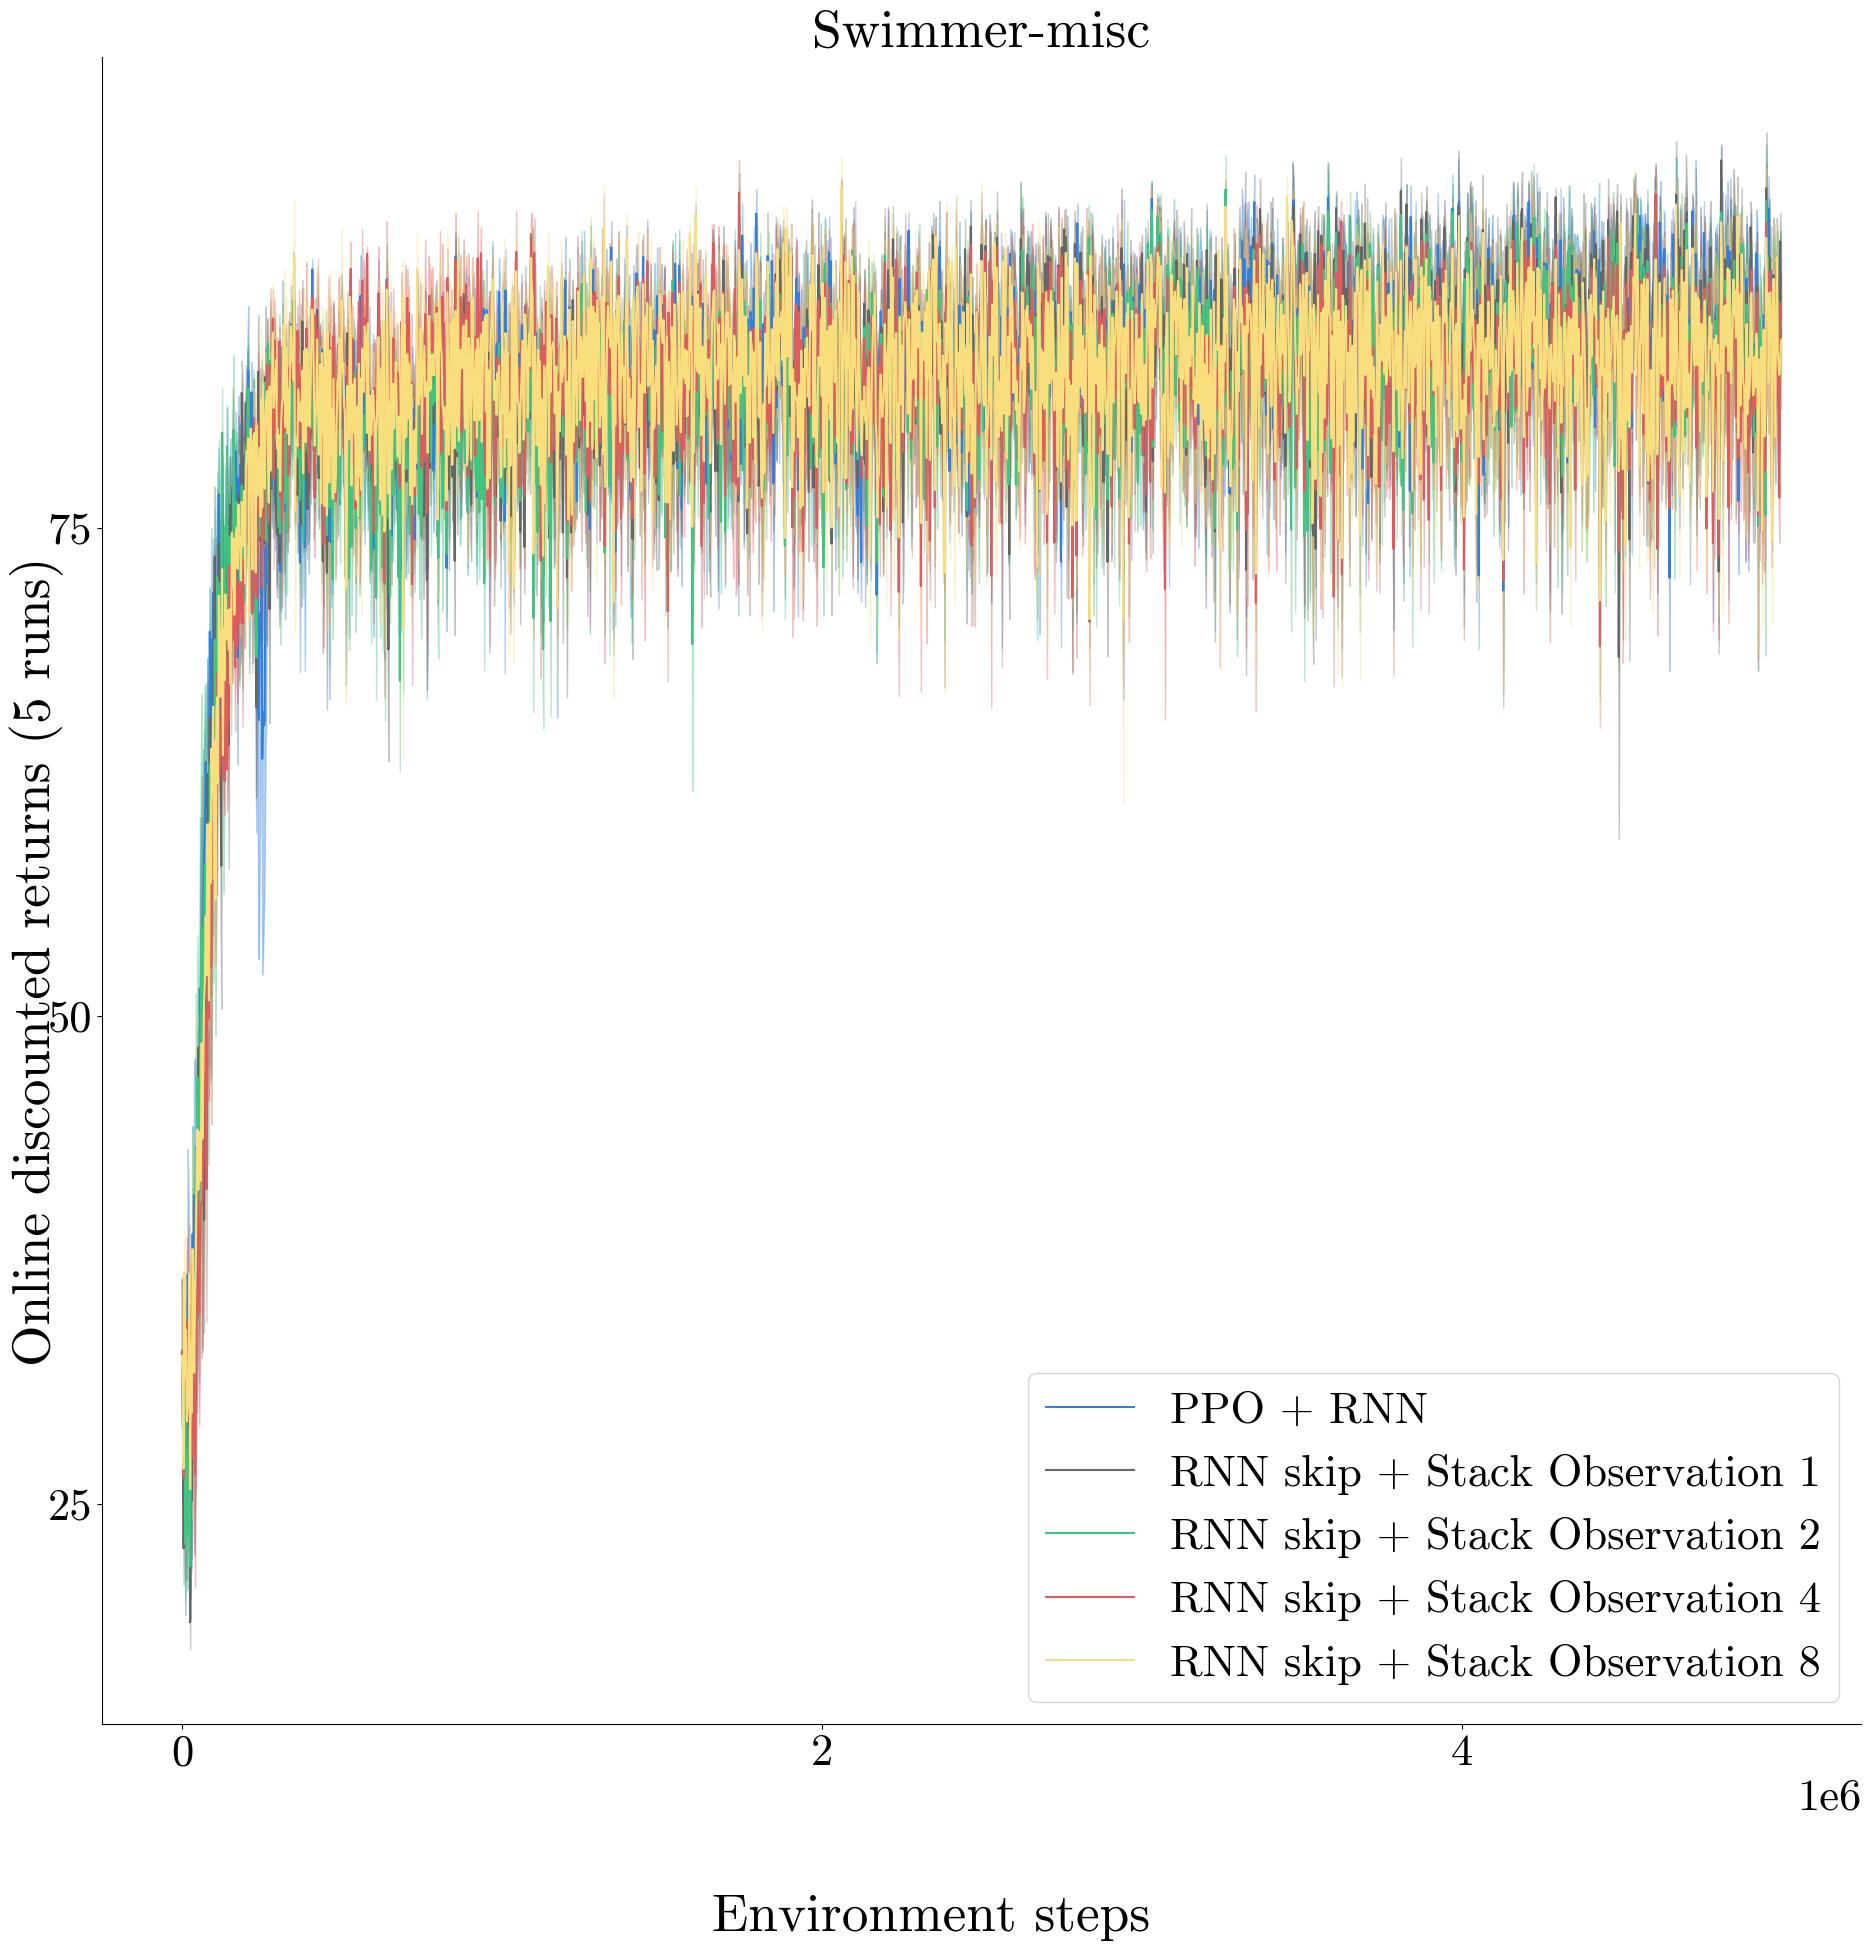 Swimmer-misc
Online discounted returns (5 runs)
75
50
25
PPO + RNN
RNN skip + Stack Observation 1
RNN skip + Stack Observation 2
RNN skip + Stack Observation 4
RNN skip + Stack Observation 8
0
2
4
1e6
Environment steps